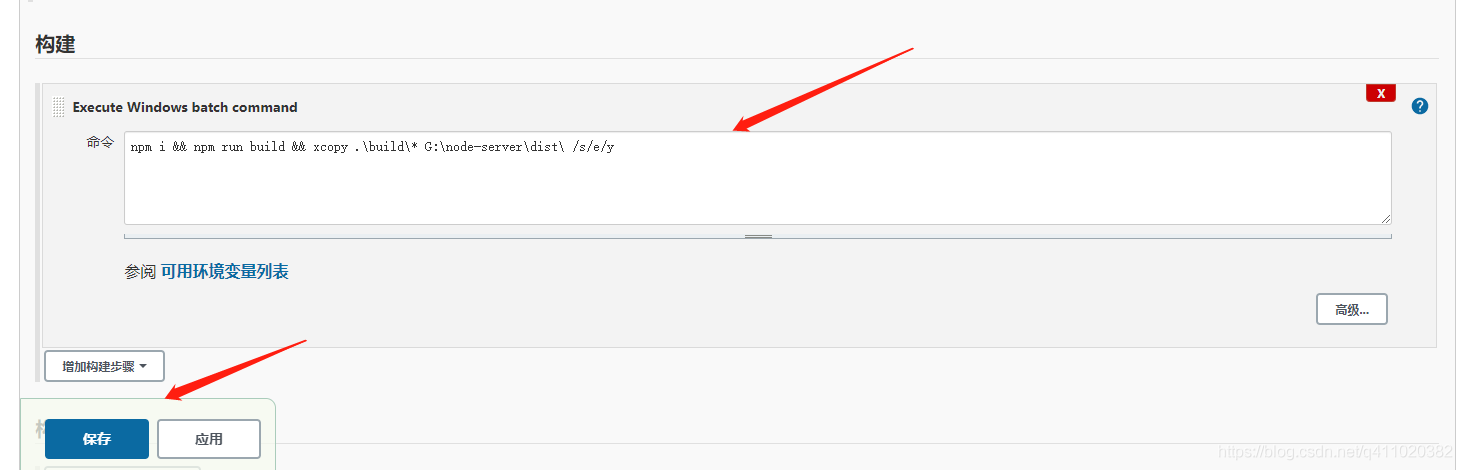 构建
Execute Windows batch command
X
?
命令
npm i && npm run build && xcopy .\build\* G:\node-server\dist\ /s/e/y
参阅 可用环境变量列表
高级...
增加构建步骤
保存
应用
https://blog.csdn.net/q411020382